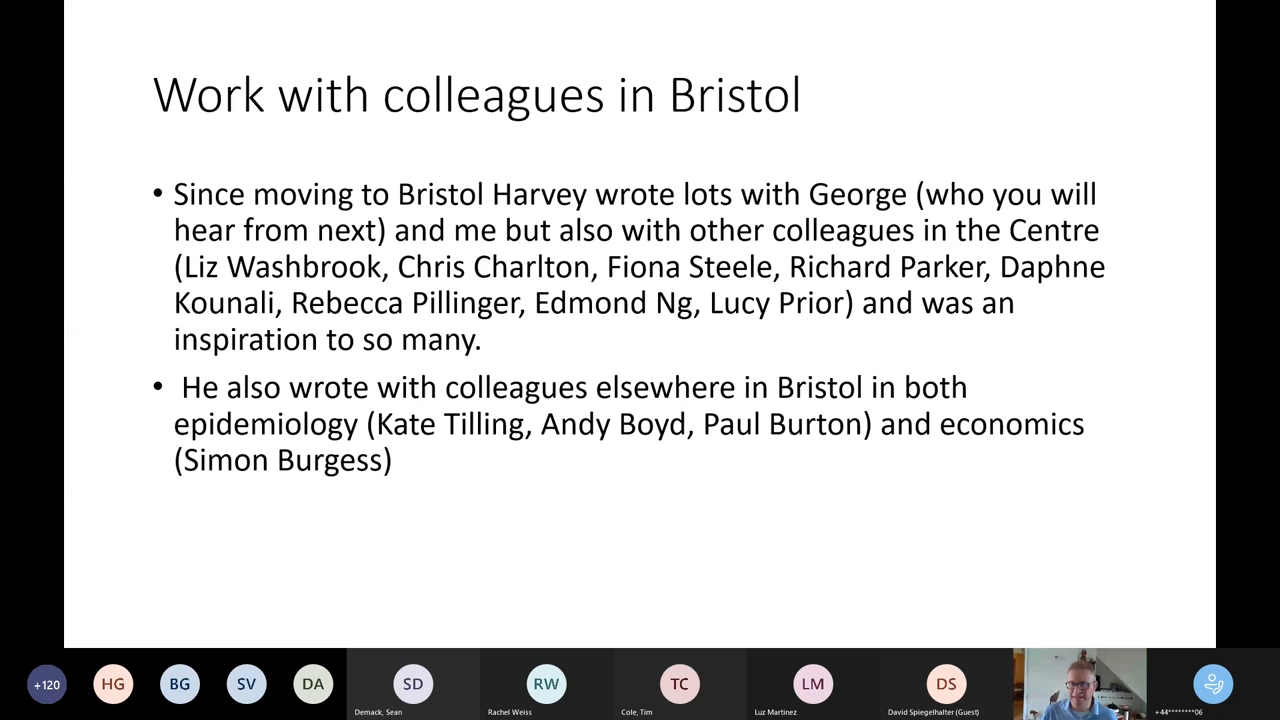 Work with colleagues in Bristol
• Since moving to Bristol Harvey wrote lots with George (who you will
hear from next) and me but also with other colleagues in the Centre
(Liz Washbrook, Chris Charlton, Fiona Steele, Richard Parker, Daphne
Kounali, Rebecca Pillinger, Edmond Ng, Lucy Prior) and was an
inspiration to so many.
• He also wrote with colleagues elsewhere in Bristol in both
epidemiology (Kate Tilling, Andy Boyd, Paul Burton) and economics
(Simon Burgess)
+120 HG BG SV DA SD RW TC LM DS
Demack, Sean Rachel Weiss Cole, Tim Luz Martinez David Spiegelhalter (Guest) +44********06